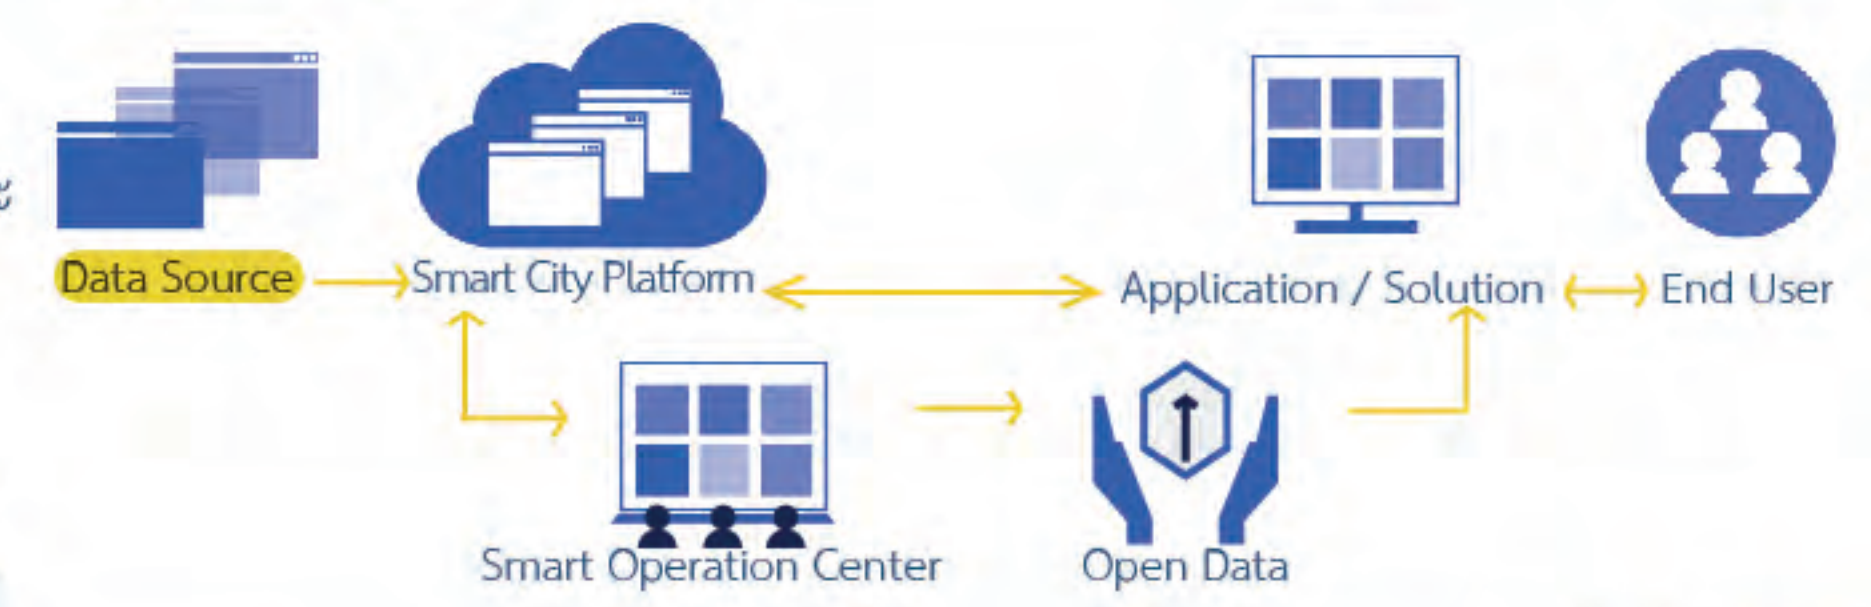 Data Source
Smart City Platform
Application / Solution
End User
Smart Operation Center
Open Data